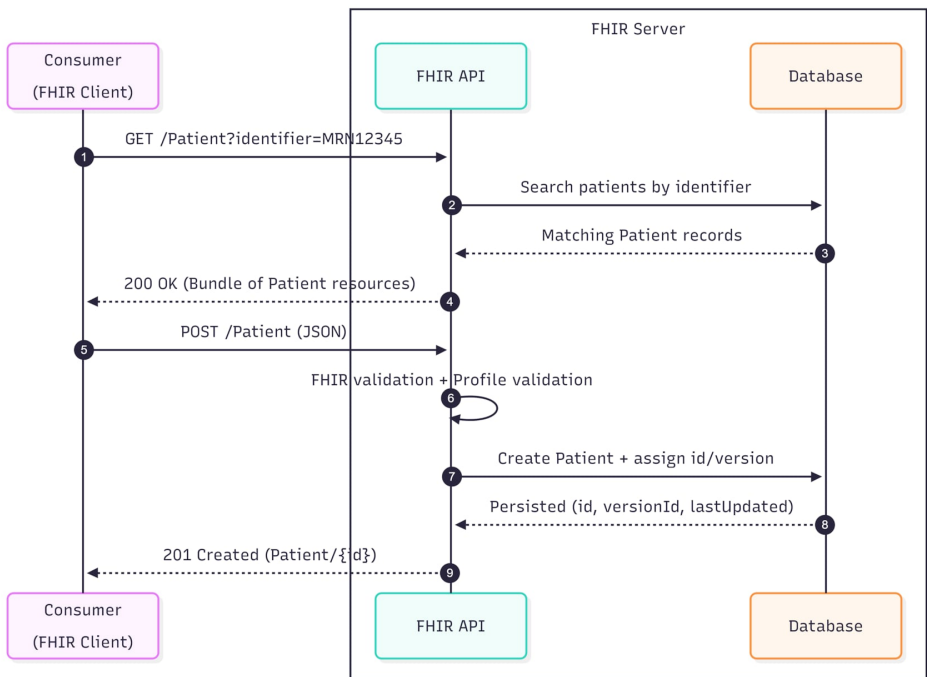 FHIR Server
Consumer
(FHIR Client)
FHIR API
Database
GET /Patient?identifier=MRN12345
1
Search patients by identifier
2
Matching Patient records
3
200 OK (Bundle of Patient resources)
4
POST /Patient (JSON)
5
FHIR validation + Profile validation
6
Create Patient + assign id/version
7
Persisted (id, versionId, lastUpdated)
8
201 Created (Patient/{id})
9
Consumer
(FHIR Client)
FHIR API
Database